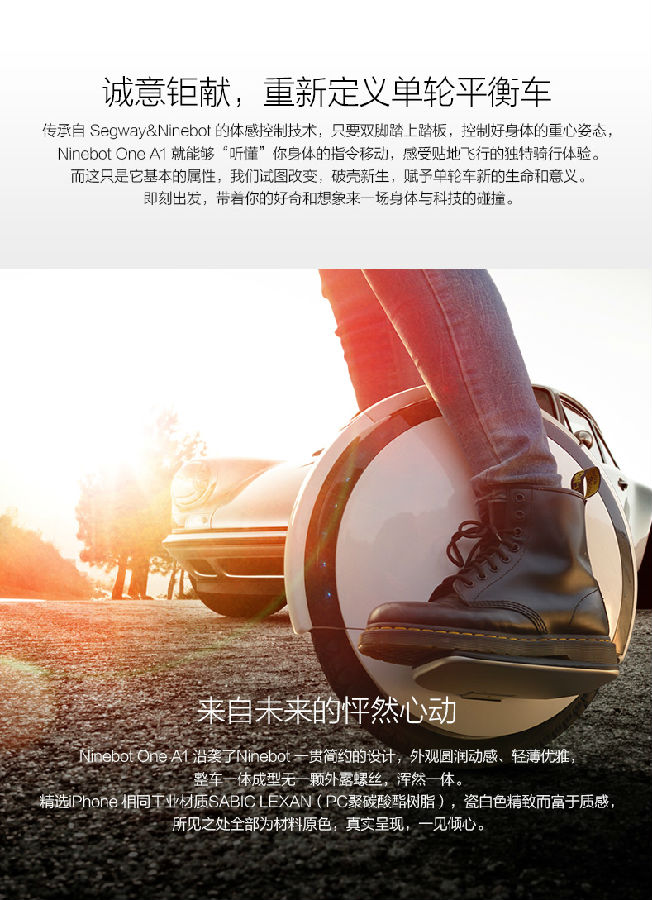 诚意钜献，重新定义单轮平衡车
传承自 Segway&Ninebot 的体感控制技术，只要双脚踏上踏板，控制好身体的重心姿态，
Ninebot One A1 就能够“听懂”你身体的指令移动，感受贴地飞行的独特骑行体验。
而这只是它基本的属性，我们试图改变，破壳新生，赋予单轮车新的生命和意义。
即刻出发，带着你的好奇和想象来一场身体与科技的碰撞。
来自未来的怦然心动
Ninebot One A1 沿袭了Ninebot 一贯简约的设计，外观圆润动感、轻薄优雅，
整车一体成型无一颗外露螺丝，浑然一体。
精选iPhone 相同工业材质SABIC LEXAN（PC聚碳酸酯树脂），瓷白色精致而富于质感，
所见之处全部为材料原色，真实呈现，一见倾心。